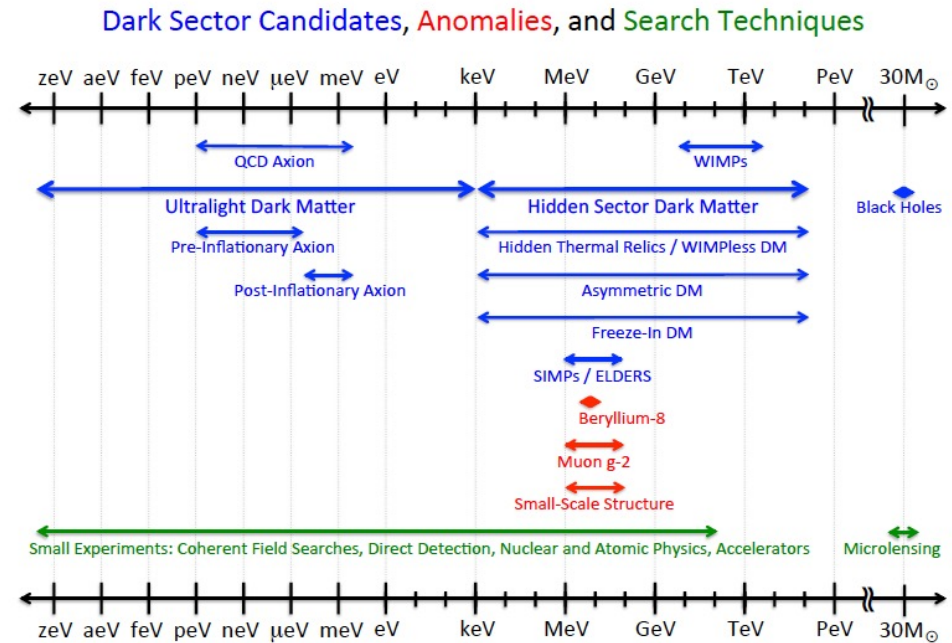 Dark Sector Candidates, Anomalies, and Search Techniques
zeV aeV feV peV neV μeV meV eV keV MeV GeV TeV PeV 30M☉
QCD Axion WIMPs
Ultralight Dark Matter Hidden Sector Dark Matter Black Holes
Pre-Inflationary Axion Hidden Thermal Relics / WIMPless DM
Post-Inflationary Axion Asymmetric DM
Freeze-In DM
SIMPs / ELDERS
Beryllium-8
Muon g-2
Small-Scale Structure
Small Experiments: Coherent Field Searches, Direct Detection, Nuclear and Atomic Physics, Accelerators Microlensing
zeV aeV feV peV neV μeV meV eV keV MeV GeV TeV PeV 30M☉